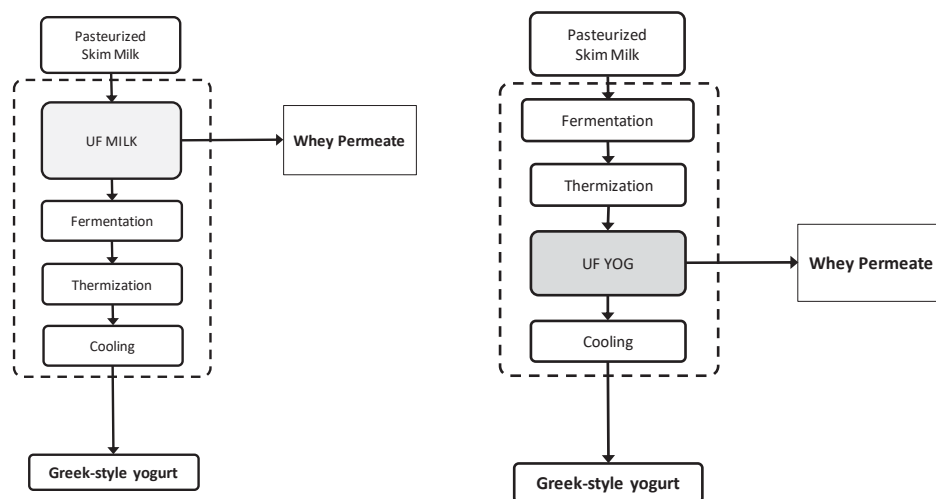 Pasteurized
Skim Milk
UF MILK
Whey Permeate
Fermentation
Thermization
Cooling
Greek-style yogurt
Pasteurized
Skim Milk
Fermentation
Thermization
UF YOG
Whey Permeate
Cooling
Greek-style yogurt